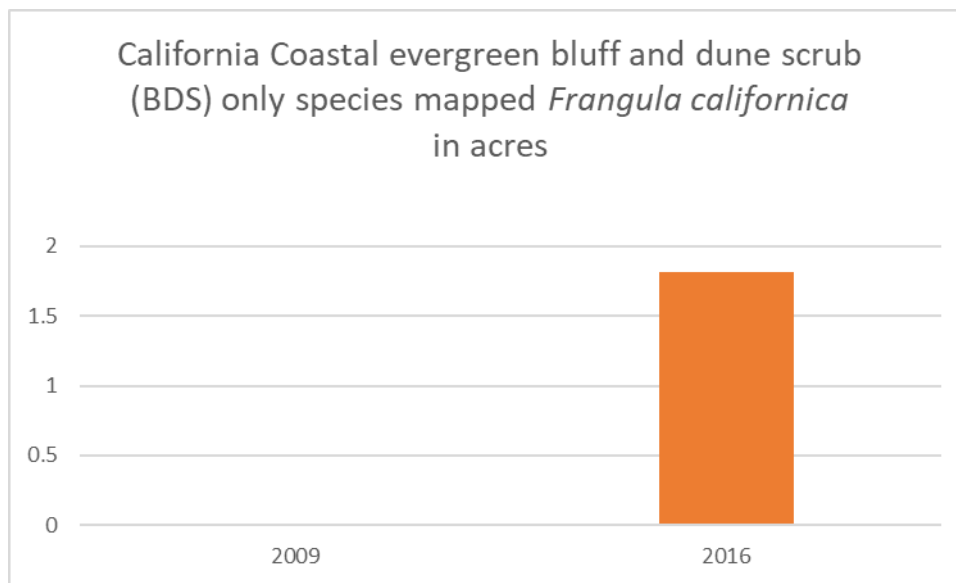 California Coastal evergreen bluff and dune scrub
(BDS) only species mapped Frangula californica
in acres
2
1.5
1
0.5
0
2009
2016